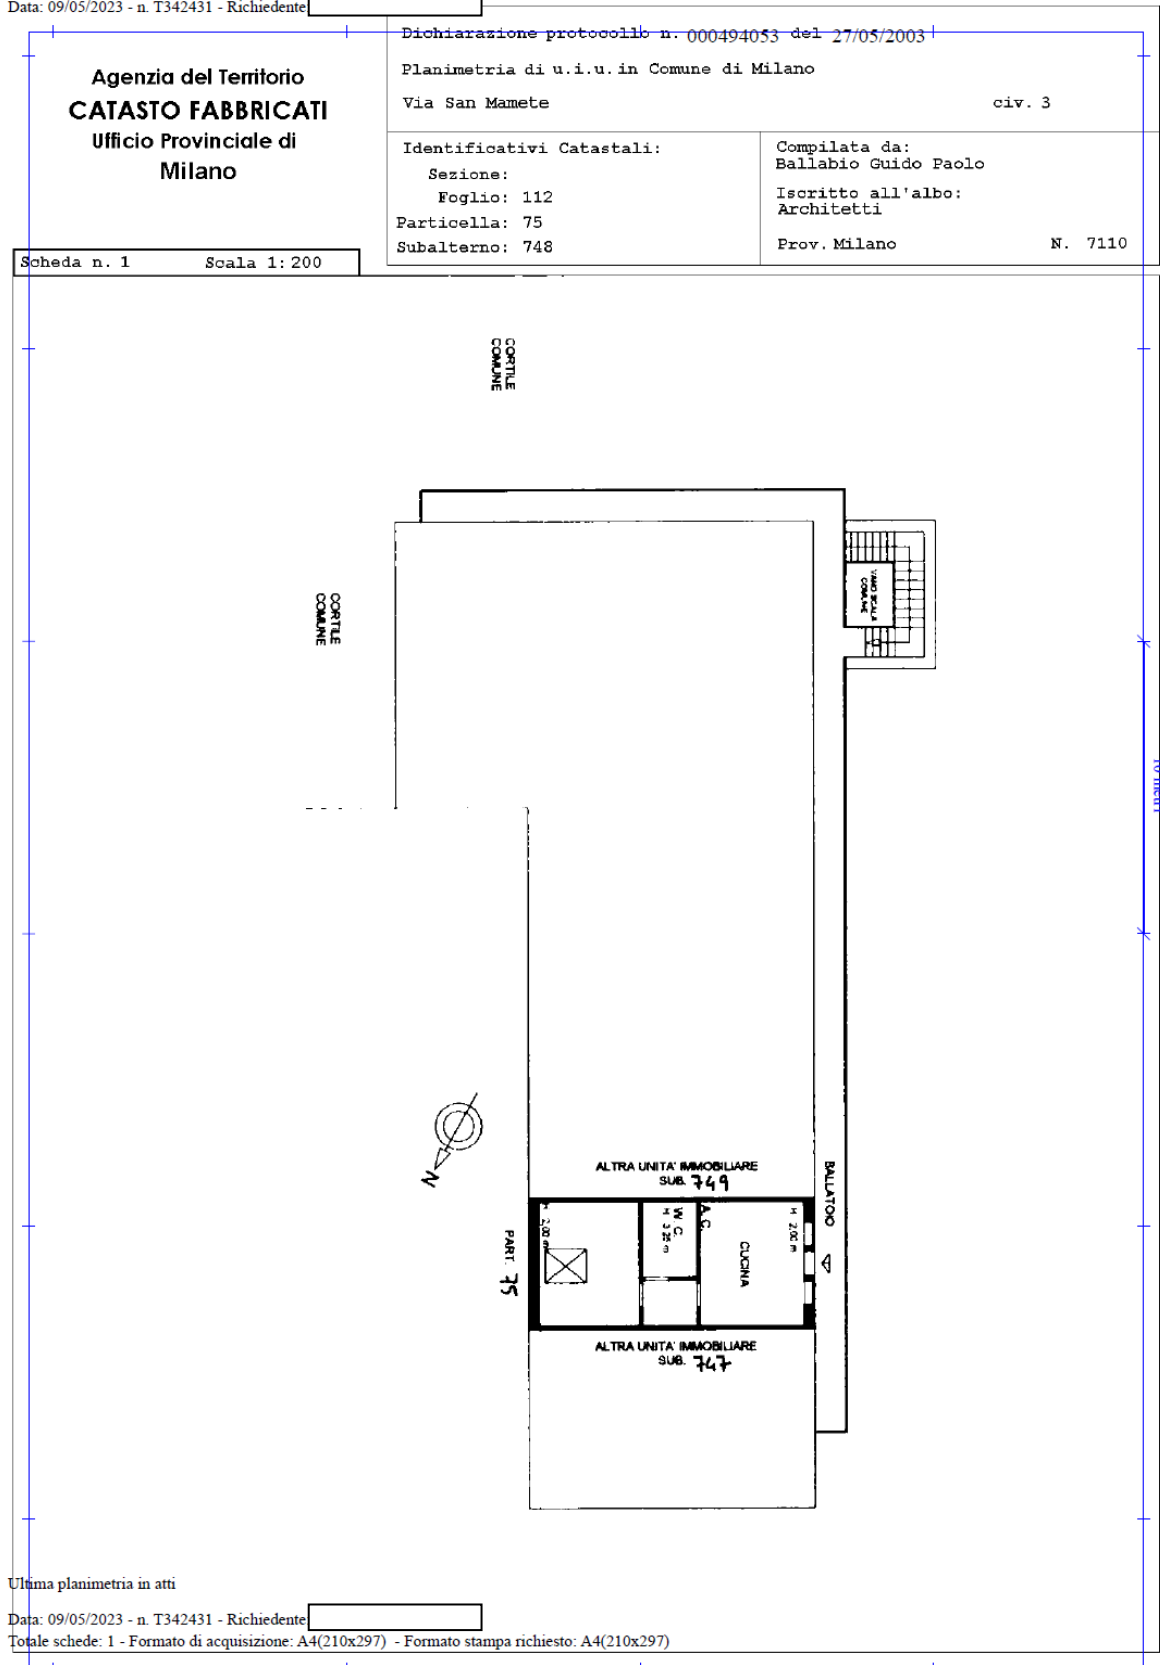 Data: 09/05/2023 - n. T342431 - Richiedente
Dichiarazione protocollo n. 000494053 del 27/05/2003
Planimetria di u.i.u. in Comune di Milano
Via San Mamete civ. 3
Agenzia del Territorio
CATASTO FABBRICATI
Ufficio Provinciale di
Milano
Identificativi Catastali:
Sezione:
Foglio: 112
Particella: 75
Subalterno: 748
Compilata da:
Ballabio Guido Paolo
Iscritto all'albo:
Architetti
Prov. Milano N. 7110
Scheda n. 1 Scala 1:200
CORTILE
COMUNE
VANO SCALA
COMUNE
CORTILE
COMUNE
10 metri
N
ALTRA UNITA' IMMOBILIARE
SUB. 749
BALLATOIO
PART. 75
H 2,00 m
W.C.
H 3,25 m
A.C.
CUCINA
H 2,00 m
ALTRA UNITA' IMMOBILIARE
SUB. 747
Ultima planimetria in atti
Data: 09/05/2023 - n. T342431 - Richiedente
Totale schede: 1 - Formato di acquisizione: A4(210x297) - Formato stampa richiesto: A4(210x297)